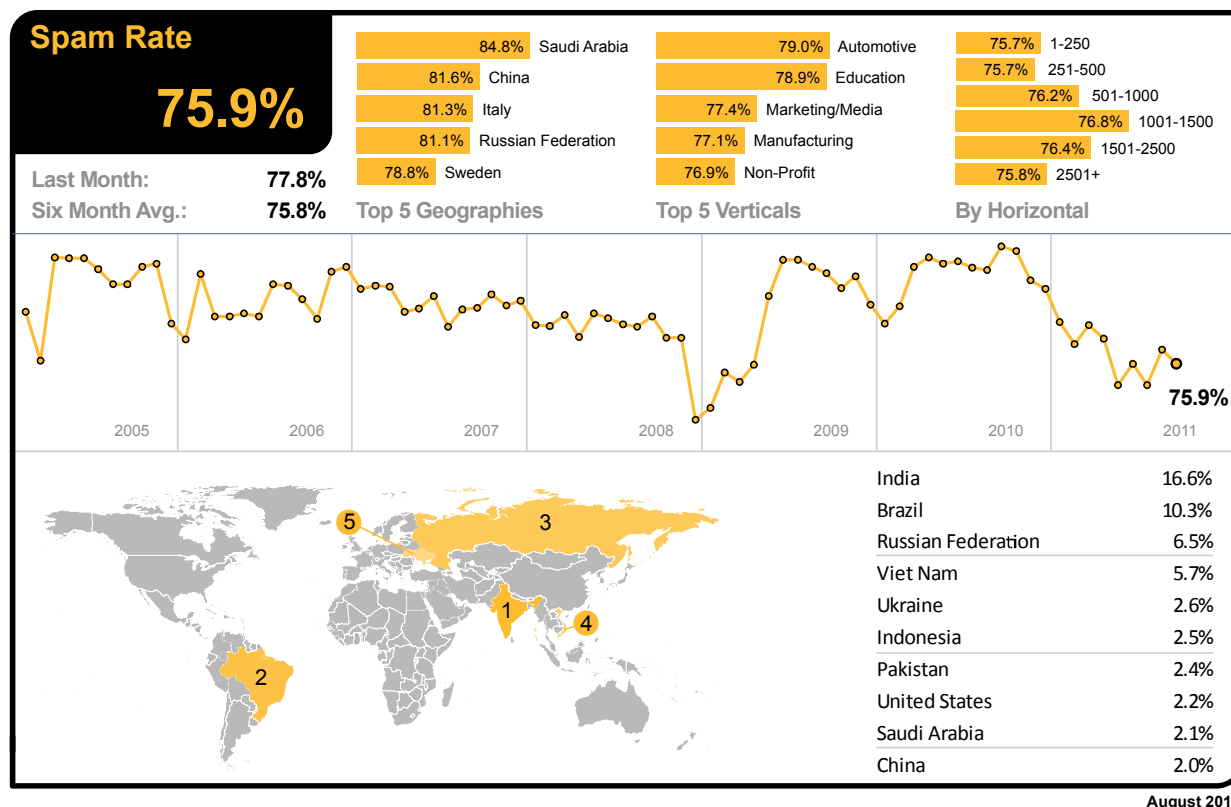 Spam Rate
75.9%
Last Month: 77.8%
Six Month Avg.: 75.8%
84.8% Saudi Arabia
81.6% China
81.3% Italy
81.1% Russian Federation
78.8% Sweden
Top 5 Geographies
79.0% Automotive
78.9% Education
77.4% Marketing/Media
77.1% Manufacturing
76.9% Non-Profit
Top 5 Verticals
75.7% 1-250
75.7% 251-500
76.2% 501-1000
76.8% 1001-1500
76.4% 1501-2500
75.8% 2501+
By Horizontal
75.9%
2005 2006 2007 2008 2009 2010 2011
5
3
1
4
2
India 16.6%
Brazil 10.3%
Russian Federation 6.5%
Viet Nam 5.7%
Ukraine 2.6%
Indonesia 2.5%
Pakistan 2.4%
United States 2.2%
Saudi Arabia 2.1%
China 2.0%
August 201